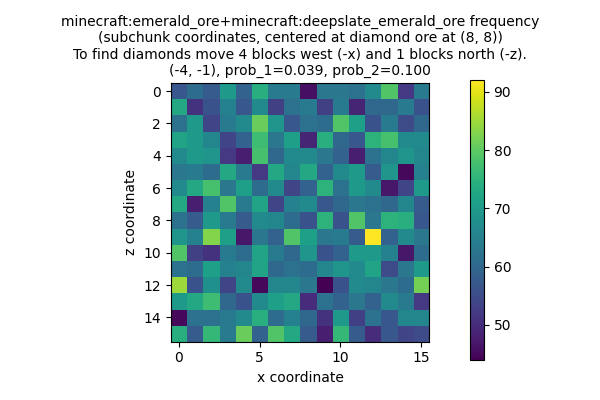 minecraft:emerald_ore+minecraft:deepslate_emerald_ore frequency
(subchunk coordinates, centered at diamond ore at (8, 8))
To find diamonds move 4 blocks west (-x) and 1 blocks north (-z).
(-4, -1), prob_1=0.039, prob_2=0.100
0
2
4
6
8
10
12
14
z coordinate
0
5
10
15
x coordinate
90
80
70
60
50